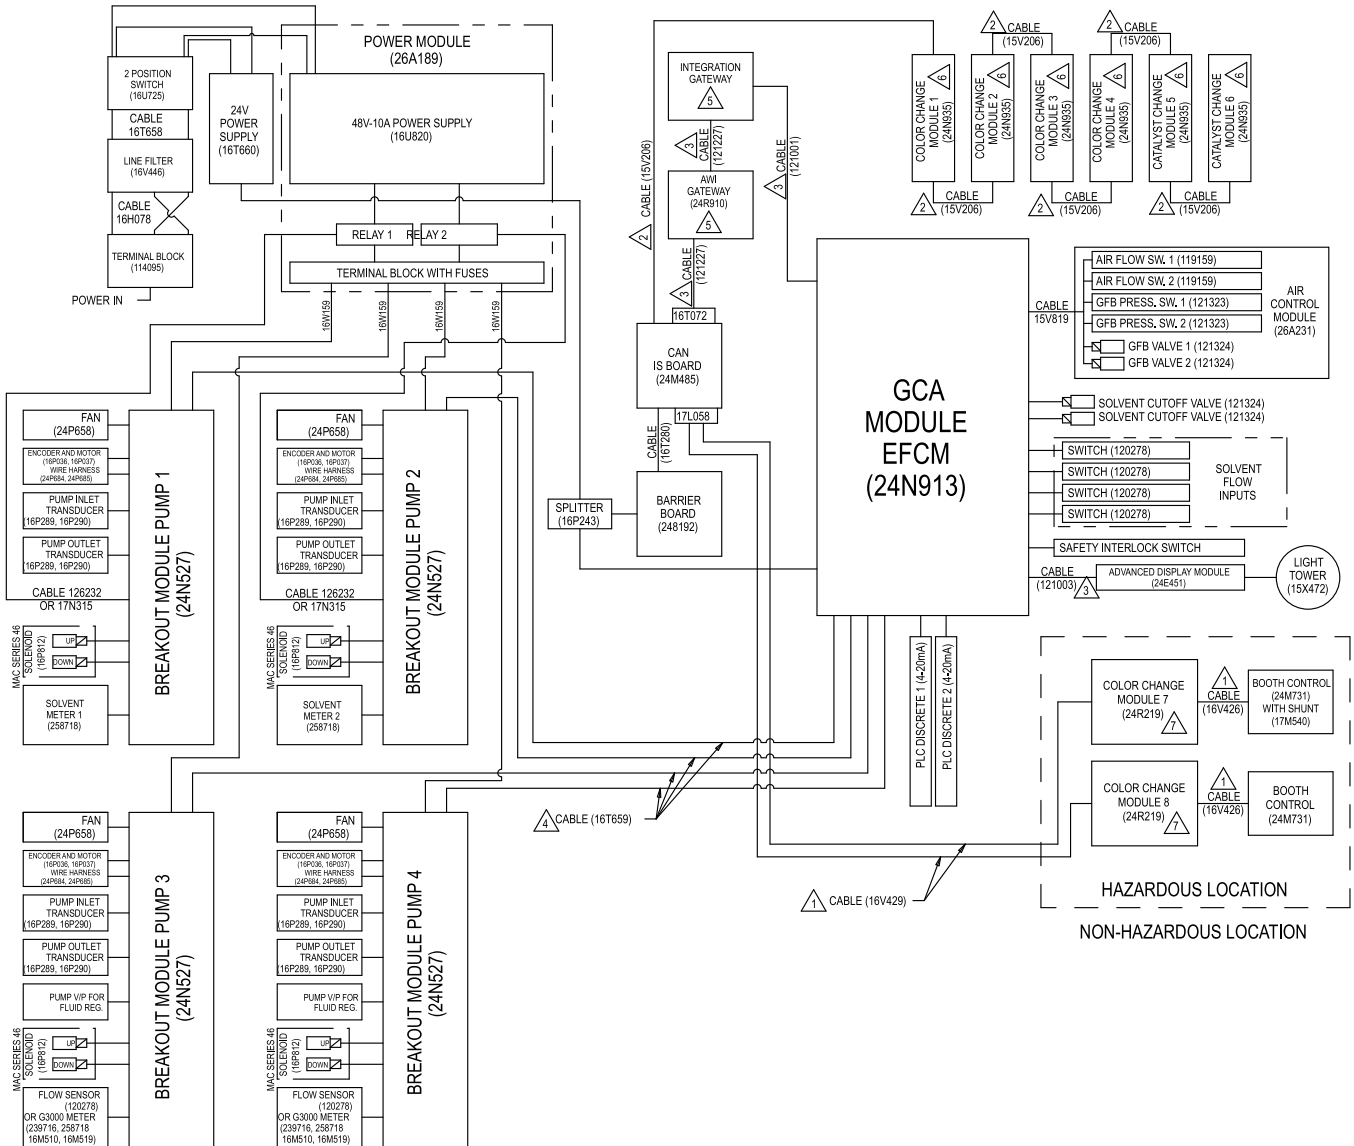 POWER MODULE
(26A189)
2 POSITION
SWITCH
(16U725)
CABLE
16T658
LINE FILTER
(16V446)
CABLE
16H078
TERMINAL BLOCK
(114095)
POWER IN
24V
POWER
SUPPLY
(16T660)
48V-10A POWER SUPPLY
(16U820)
RELAY 1
RELAY 2
TERMINAL BLOCK WITH FUSES
16W159
16W159
16W159
16W159
INTEGRATION
GATEWAY
5
3
CABLE
(121227)
AWI
GATEWAY
(24R910)
5
3
CABLE
(121227)
3
CABLE
(121001)
2
CABLE (15V206)
16T072
CAN
IS BOARD
(24M485)
17L058
CABLE
(16T280)
BARRIER
BOARD
(248192)
SPLITTER
(16P243)
2
CABLE
(15V206)
2
CABLE
(15V206)
COLOR CHANGE
MODULE 1
(24N935)
6
COLOR CHANGE
MODULE 2
(24N935)
6
COLOR CHANGE
MODULE 3
(24N935)
6
COLOR CHANGE
MODULE 4
(24N935)
6
CATALYST CHANGE
MODULE 5
(24N935)
6
CATALYST CHANGE
MODULE 6
(24N935)
6
2
CABLE
(15V206)
2
CABLE
(15V206)
2
CABLE
(15V206)
GCA
MODULE
EFCM
(24N913)
CABLE
15V819
AIR FLOW SW. 1 (119159)
AIR FLOW SW. 2 (119159)
GFB PRESS. SW. 1 (121323)
GFB PRESS. SW. 2 (121323)
GFB VALVE 1 (121324)
GFB VALVE 2 (121324)
AIR
CONTROL
MODULE
(26A231)
SOLVENT CUTOFF VALVE (121324)
SOLVENT CUTOFF VALVE (121324)
SWITCH (120278)
SWITCH (120278)
SWITCH (120278)
SWITCH (120278)
SOLVENT
FLOW
INPUTS
SAFETY INTERLOCK SWITCH
CABLE
(121003)
3
ADVANCED DISPLAY MODULE
(24E451)
LIGHT
TOWER
(15X472)
PLC DISCRETE 1 (4-20mA)
PLC DISCRETE 2 (4-20mA)
COLOR CHANGE
MODULE 7
(24R219)
7
1
CABLE
(16V426)
BOOTH CONTROL
(24M731)
WITH SHUNT
(17M540)
COLOR CHANGE
MODULE 8
(24R219)
7
1
CABLE
(16V426)
BOOTH
CONTROL
(24M731)
HAZARDOUS LOCATION
NON-HAZARDOUS LOCATION
4
CABLE (16T659)
1
CABLE (16V429)
FAN
(24P658)
ENCODER AND MOTOR
(16P036, 16P037)
WIRE HARNESS
(24P684, 24P685)
PUMP INLET
TRANSDUCER
(16P289, 16P290)
PUMP OUTLET
TRANSDUCER
(16P289, 16P290)
CABLE 126232
OR 17N315
MAC SERIES 46
SOLENOID
(16P812)
UP
DOWN
SOLVENT
METER 1
(258718)
BREAKOUT MODULE PUMP 1
(24N527)
FAN
(24P658)
ENCODER AND MOTOR
(16P036, 16P037)
WIRE HARNESS
(24P684, 24P685)
PUMP INLET
TRANSDUCER
(16P289, 16P290)
PUMP OUTLET
TRANSDUCER
(16P289, 16P290)
CABLE 126232
OR 17N315
MAC SERIES 46
SOLENOID
(16P812)
UP
DOWN
SOLVENT
METER 2
(258718)
BREAKOUT MODULE PUMP 2
(24N527)
FAN
(24P658)
ENCODER AND MOTOR
(16P036, 16P037)
WIRE HARNESS
(24P684, 24P685)
PUMP INLET
TRANSDUCER
(16P289, 16P290)
PUMP OUTLET
TRANSDUCER
(16P289, 16P290)
PUMP V/P FOR
FLUID REG.
MAC SERIES 46
SOLENOID
(16P812)
UP
DOWN
FLOW SENSOR
(120278)
OR G3000 METER
(239716, 258718
16M510, 16M519)
BREAKOUT MODULE PUMP 3
(24N527)
FAN
(24P658)
ENCODER AND MOTOR
(16P036, 16P037)
WIRE HARNESS
(24P684, 24P685)
PUMP INLET
TRANSDUCER
(16P289, 16P290)
PUMP OUTLET
TRANSDUCER
(16P289, 16P290)
PUMP V/P FOR
FLUID REG.
MAC SERIES 46
SOLENOID
(16P812)
UP
DOWN
FLOW SENSOR
(120278)
OR G3000 METER
(239716, 258718
16M510, 16M519)
BREAKOUT MODULE PUMP 4
(24N527)